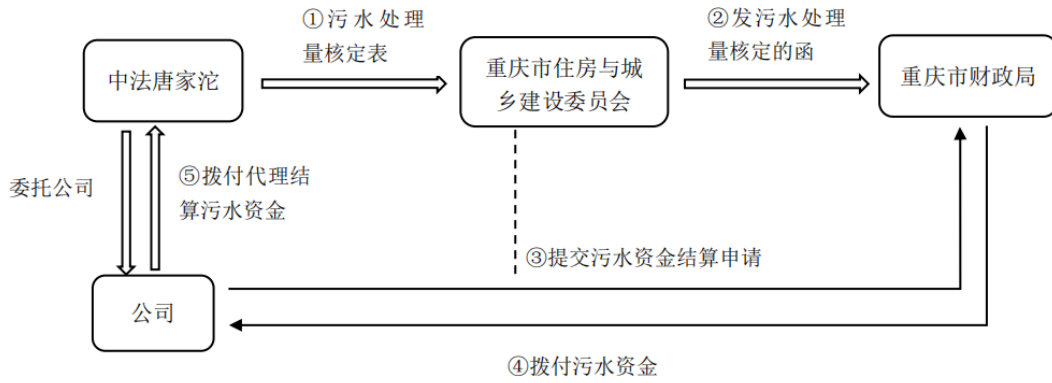 ①污水处理
量核定表
②发污水处理
量核定的函
中法唐家沱
重庆市住房与城
乡建设委员会
重庆市财政局
委托公司
⑤拨付代理结
算污水资金
③提交污水资金结算申请
公司
④拨付污水资金